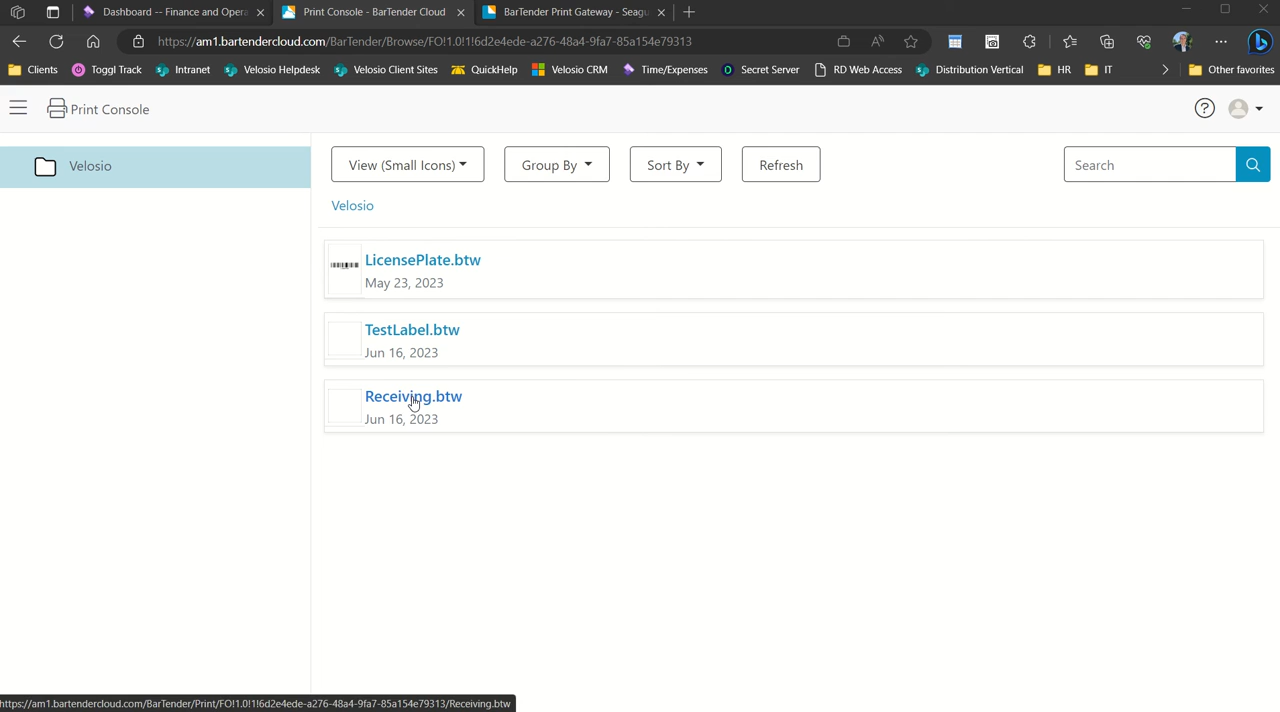 Dashboard -- Finance and Opera
Print Console - BarTender Cloud
BarTender Print Gateway - Seagu
https://am1.bartendercloud.com/BarTender/Browse/FO!1.0!1!6d2e4ede-a276-48a4-9fa7-85a154e79313
Clients
Toggl Track
Intranet
Velosio Helpdesk
Velosio Client Sites
QuickHelp
Velosio CRM
Time/Expenses
Secret Server
RD Web Access
Distribution Vertical
HR
IT
Other favorites
Print Console
Velosio
View (Small Icons)
Group By
Sort By
Refresh
Search
Velosio
LicensePlate.btw
May 23, 2023
TestLabel.btw
Jun 16, 2023
Receiving.btw
Jun 16, 2023
https://am1.bartendercloud.com/BarTender/Print/FO!1.0!1!6d2e4ede-a276-48a4-9fa7-85a154e79313/Receiving.btw